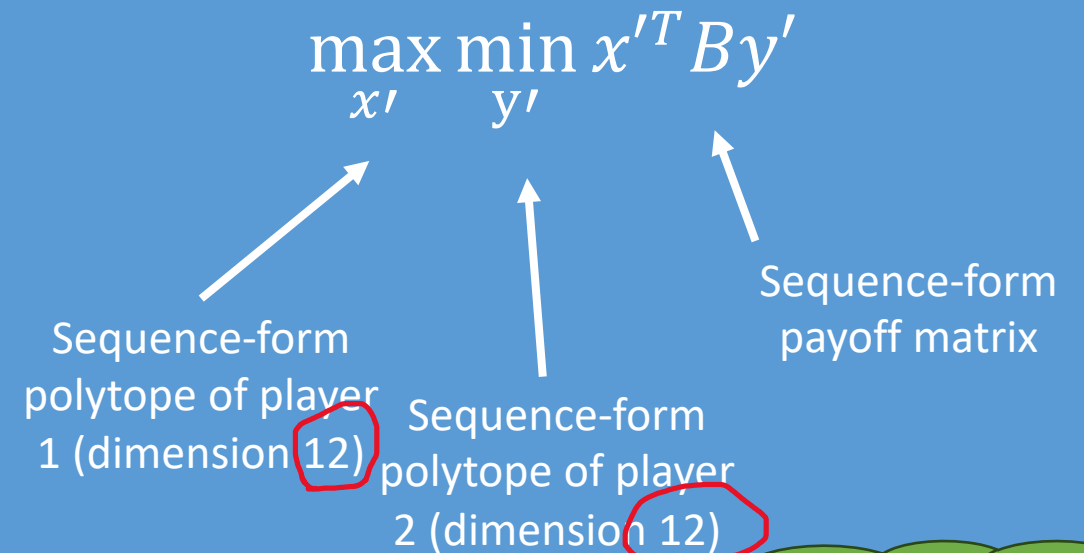 max min x′ᵀBy′
x′ y′
Sequence-form
polytope of player
1 (dimension 12)
Sequence-form
polytope of player
2 (dimension 12)
Sequence-form
payoff matrix